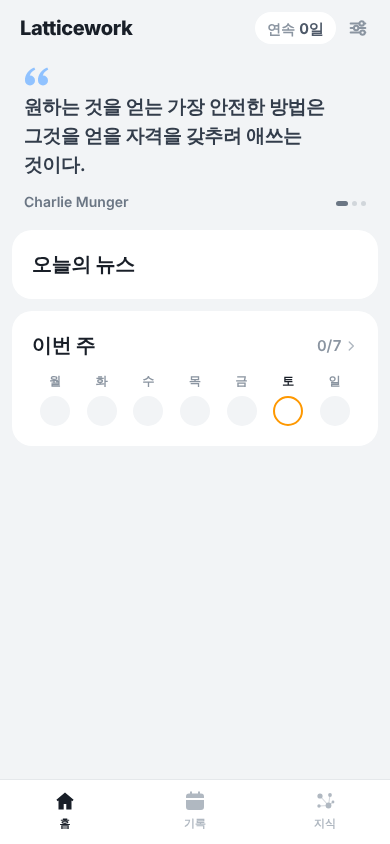 Latticework
연속 0일
원하는 것을 얻는 가장 안전한 방법은
그것을 얻을 자격을 갖추려 애쓰는
것이다.
Charlie Munger
오늘의 뉴스
이번 주
0/7
월 화 수 목 금 토 일
홈 기록 지식